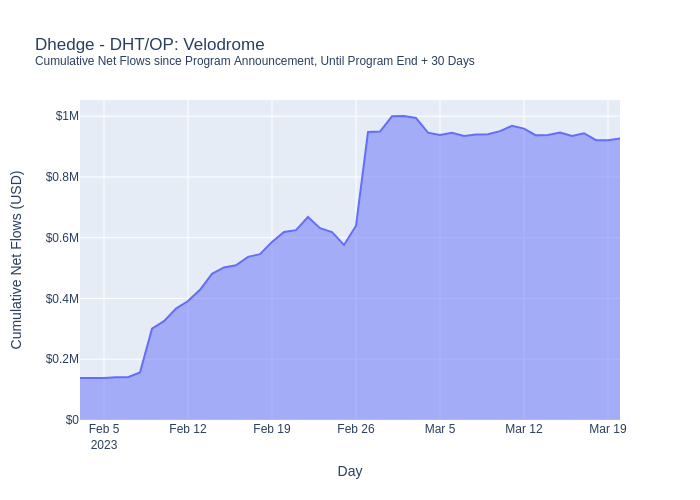 Dhedge - DHT/OP: Velodrome
Cumulative Net Flows since Program Announcement, Until Program End + 30 Days
Cumulative Net Flows (USD)
$1M
$0.8M
$0.6M
$0.4M
$0.2M
$0
Feb 5 Feb 12 Feb 19 Feb 26 Mar 5 Mar 12 Mar 19
2023
Day